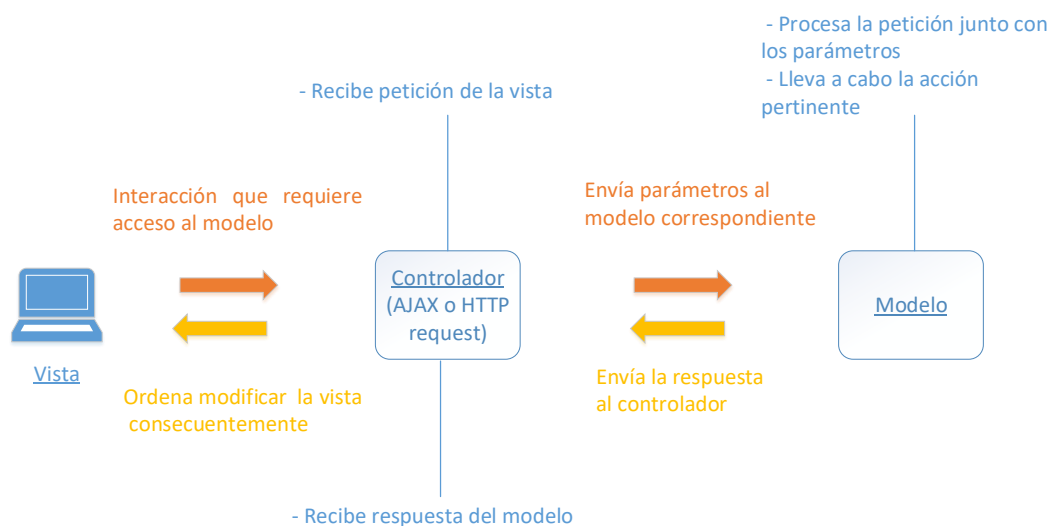 - Procesa la petición junto con
los parámetros
- Lleva a cabo la acción
pertinente
- Recibe petición de la vista
Interacción que requiere
acceso al modelo
Envía parámetros al
modelo correspondiente
Controlador
(AJAX o HTTP
request)
Modelo
Vista
Ordena modificar la vista
consecuentemente
Envía la respuesta
al controlador
- Recibe respuesta del modelo